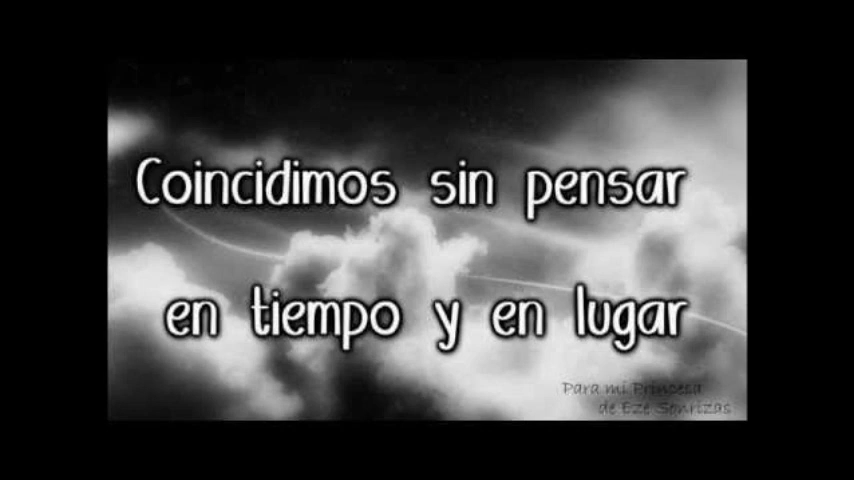 Coincidimos sin pensar
en tiempo y en lugar
Para mi Princesa
de Eze Sonrizas